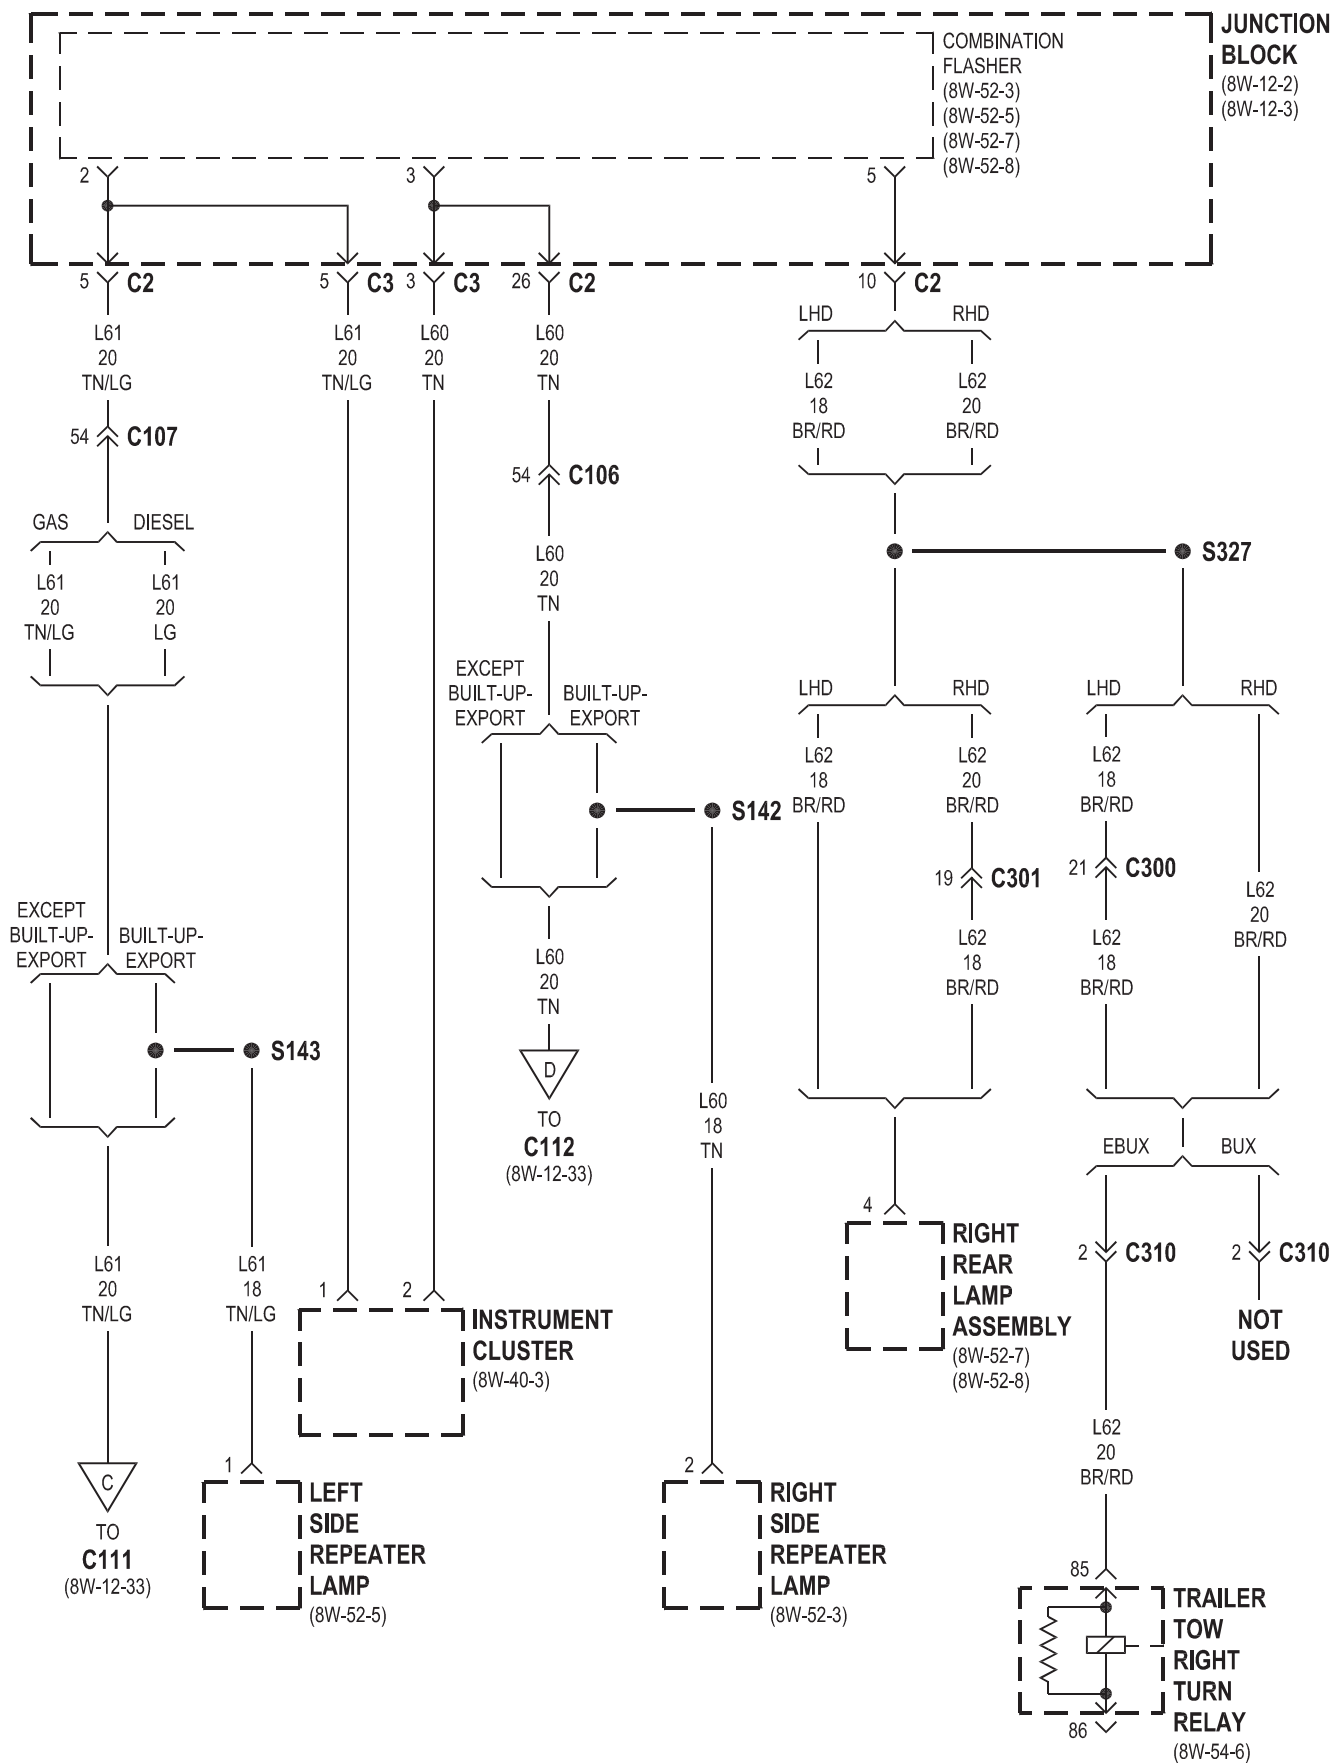 JUNCTION
BLOCK
(8W-12-2)
(8W-12-3)
COMBINATION
FLASHER
(8W-52-3)
(8W-52-5)
(8W-52-7)
(8W-52-8)
2
3
5
5 C2
5 C3
3 C3
26 C2
10 C2
L61
20
TN/LG
L61
20
TN/LG
L60
20
TN
L60
20
TN
LHD
RHD
L62
18
BR/RD
L62
20
BR/RD
54 C107
54 C106
GAS
DIESEL
L61
20
TN/LG
L61
20
LG
L60
20
TN
S327
EXCEPT
BUILT-UP-
EXPORT
BUILT-UP-
EXPORT
S142
LHD
RHD
LHD
RHD
L62
18
BR/RD
L62
20
BR/RD
L62
18
BR/RD
19 C301
21 C300
L62
20
BR/RD
L62
18
BR/RD
L62
18
BR/RD
EXCEPT
BUILT-UP-
EXPORT
BUILT-UP-
EXPORT
S143
L60
20
TN
D
TO
C112
(8W-12-33)
L60
18
TN
EBUX
BUX
2 C310
2 C310
NOT
USED
4
RIGHT
REAR
LAMP
ASSEMBLY
(8W-52-7)
(8W-52-8)
L61
20
TN/LG
L61
18
TN/LG
1
2
INSTRUMENT
CLUSTER
(8W-40-3)
L62
20
BR/RD
C
TO
C111
(8W-12-33)
1
LEFT
SIDE
REPEATER
LAMP
(8W-52-5)
2
RIGHT
SIDE
REPEATER
LAMP
(8W-52-3)
85
86
TRAILER
TOW
RIGHT
TURN
RELAY
(8W-54-6)